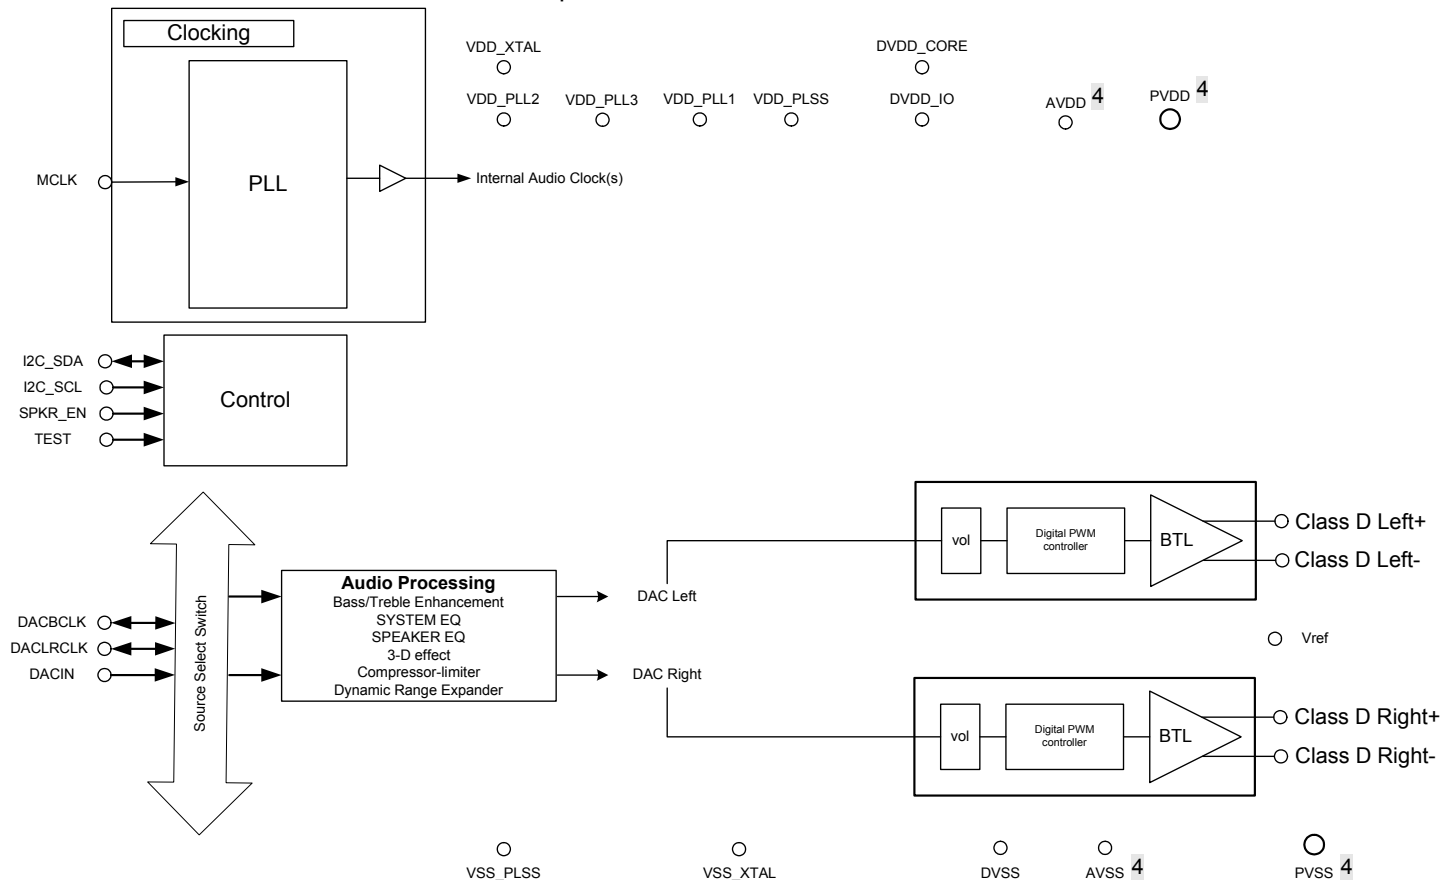 Clocking
VDD_XTAL
DVDD_CORE
VDD_PLL2
VDD_PLL3
VDD_PLL1
VDD_PLSS
DVDD_IO
AVDD 4
PVDD 4
MCLK
PLL
Internal Audio Clock(s)
I2C_SDA
I2C_SCL
SPKR_EN
TEST
Control
Class D Left+
vol
Digital PWM
controller
BTL
Class D Left-
Audio Processing
Bass/Treble Enhancement
SYSTEM EQ
SPEAKER EQ
3-D effect
Compressor-limiter
Dynamic Range Expander
DAC Left
DACBCLK
DACLRCLK
DACIN
Source Select Switch
Vref
DAC Right
Class D Right+
vol
Digital PWM
controller
BTL
Class D Right-
VSS_PLSS
VSS_XTAL
DVSS
AVSS 4
PVSS 4